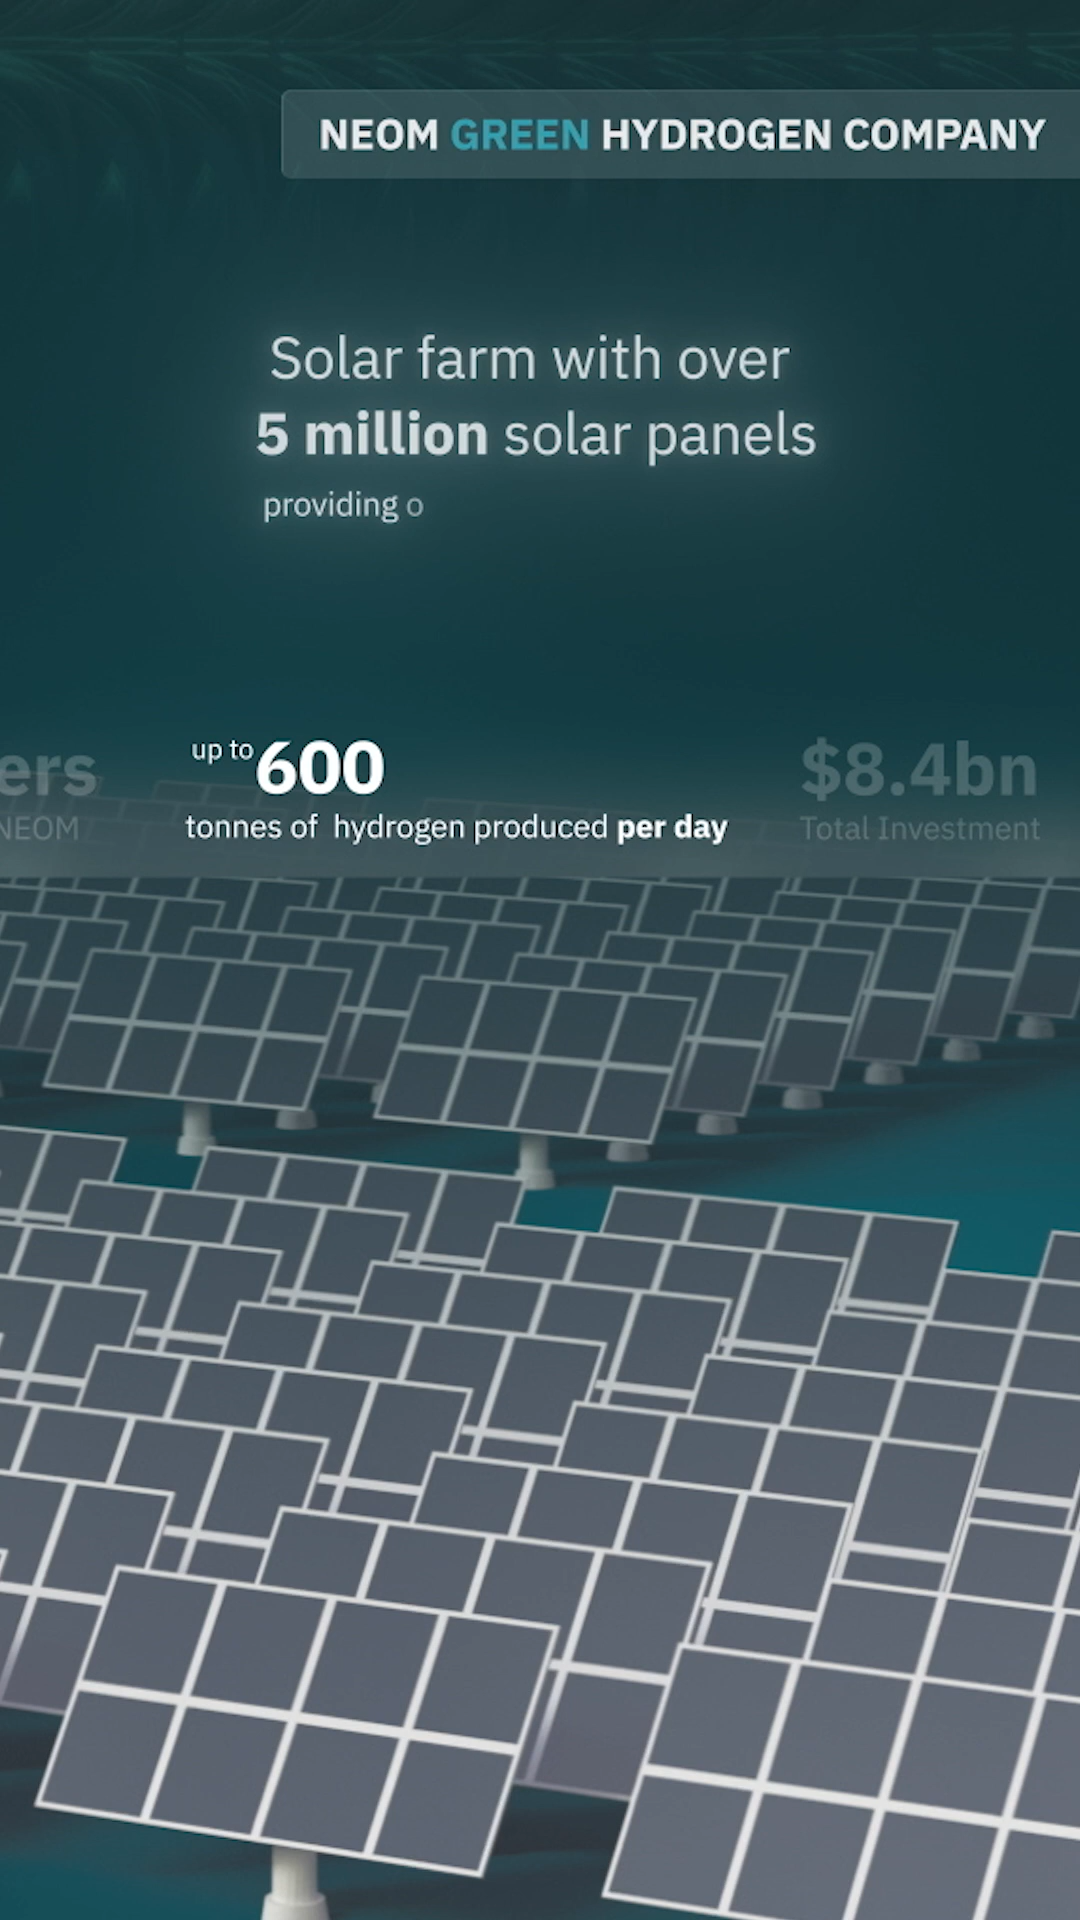 NEOM GREEN HYDROGEN COMPANY
Solar farm with over
5 million solar panels
providing o
ers
NEOM
up to 600
tonnes of hydrogen produced per day
$8.4bn
Total Investment